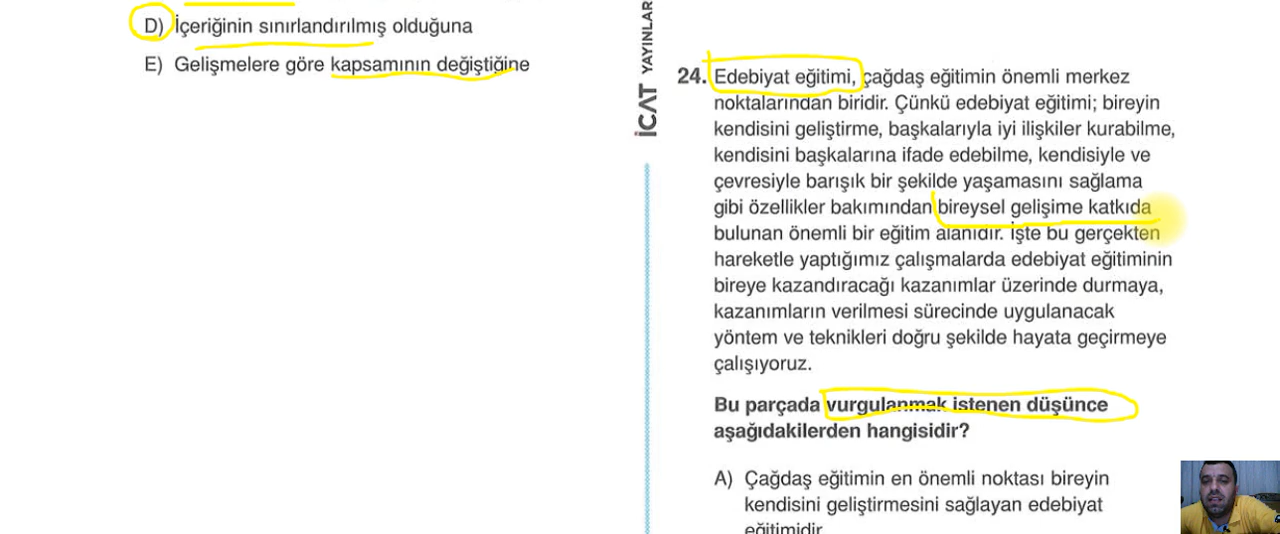 D) İçeriğinin sınırlandırılmış olduğuna
E) Gelişmelere göre kapsamının değiştiğine
İCAT YAYINLAR
24. Edebiyat eğitimi, çağdaş eğitimin önemli merkez
noktalarından biridir. Çünkü edebiyat eğitimi; bireyin
kendisini geliştirme, başkalarıyla iyi ilişkiler kurabilme,
kendisini başkalarına ifade edebilme, kendisiyle ve
çevresiyle barışık bir şekilde yaşamasını sağlama
gibi özellikler bakımından bireysel gelişime katkıda
bulunan önemli bir eğitim alanıdır. İşte bu gerçekten
hareketle yaptığımız çalışmalarda edebiyat eğitiminin
bireye kazandıracağı kazanımlar üzerinde durmaya,
kazanımların verilmesi sürecinde uygulanacak
yöntem ve teknikleri doğru şekilde hayata geçirmeye
çalışıyoruz.
Bu parçada vurgulanmak istenen düşünce
aşağıdakilerden hangisidir?
A) Çağdaş eğitimin en önemli noktası bireyin
kendisini geliştirmesini sağlayan edebiyat
eğitimidir